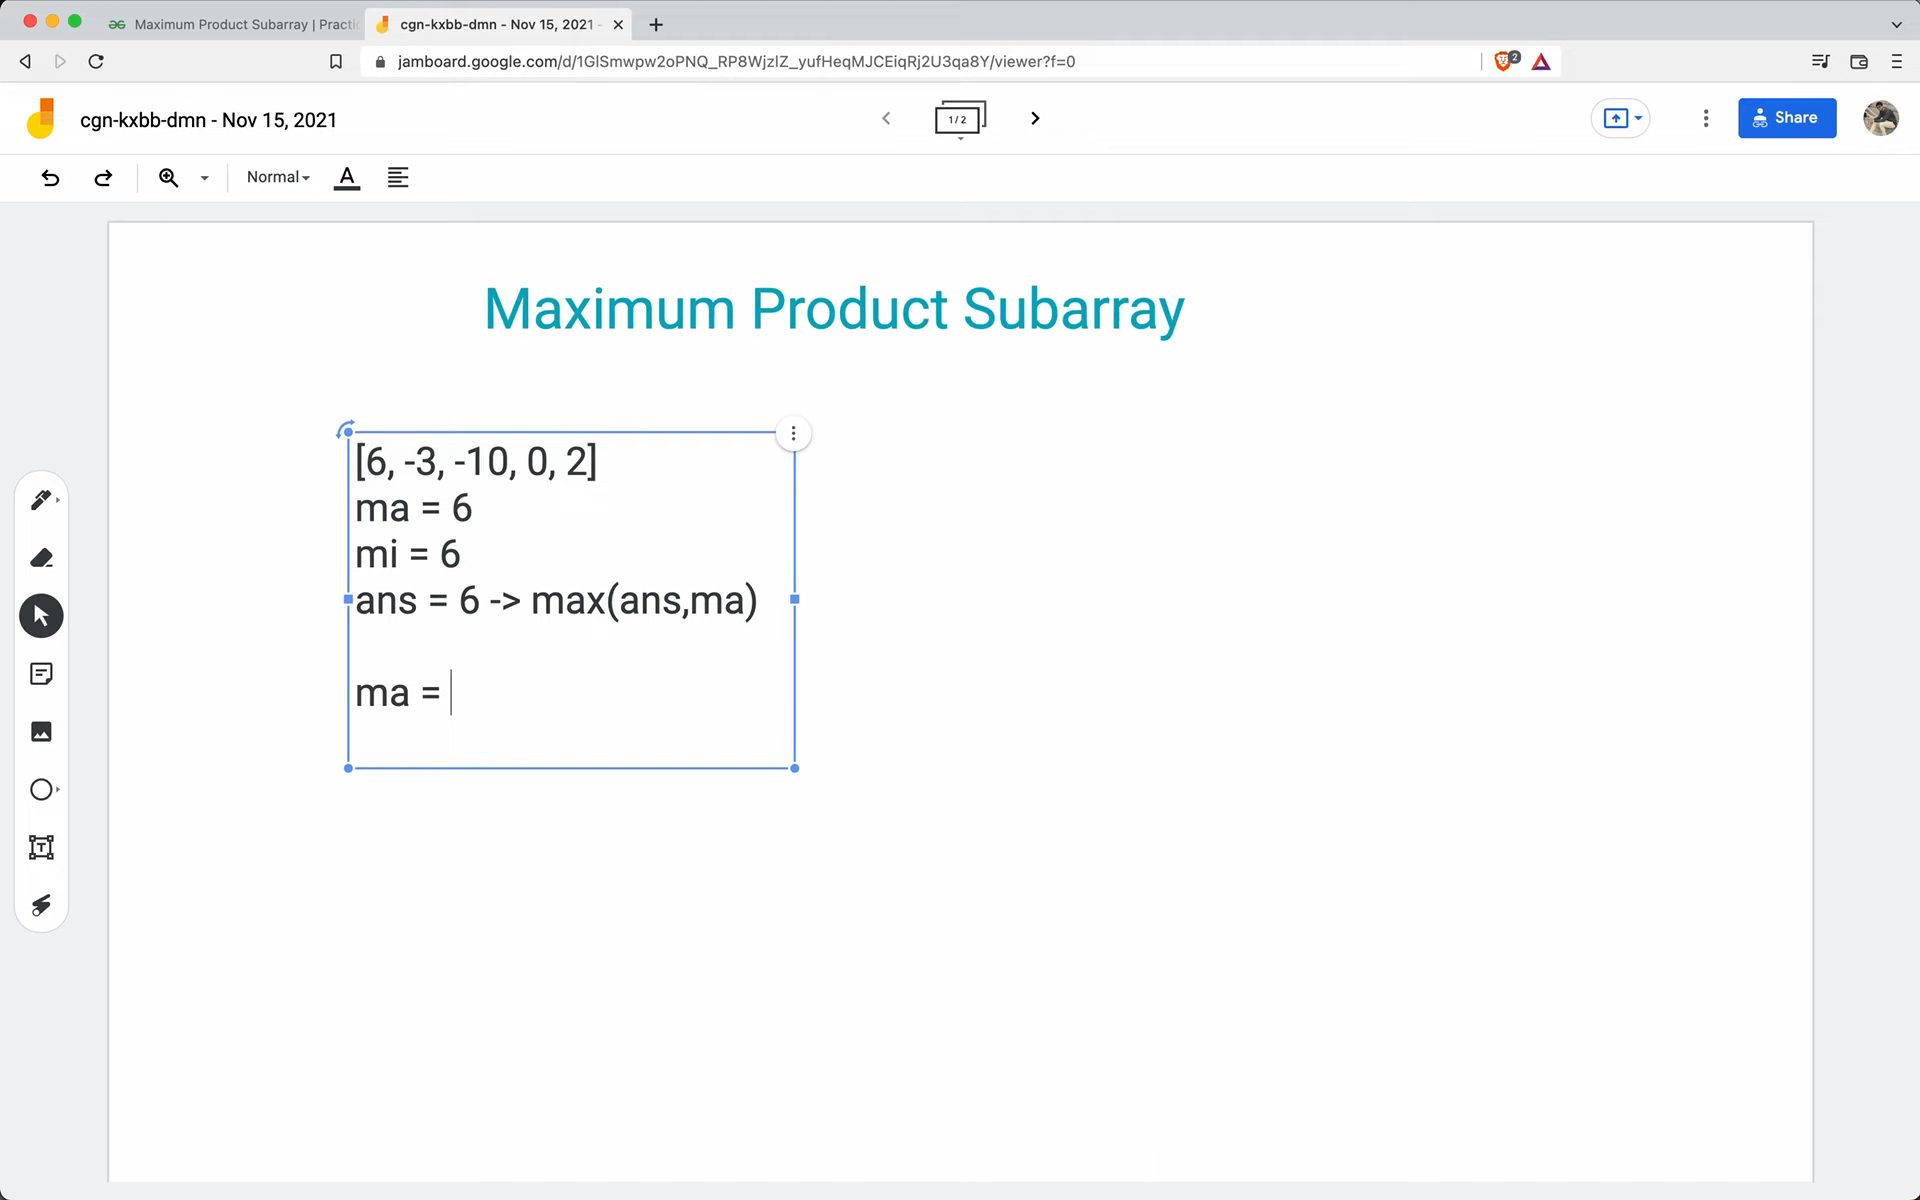 Maximum Product Subarray | Practi
cgn-kxbb-dmn - Nov 15, 2021 -
jamboard.google.com/d/1GlSmwpw2oPNQ_RP8WjzlZ_yufHeqMJCEiqRj2U3qa8Y/viewer?f=0
2
cgn-kxbb-dmn - Nov 15, 2021
1 / 2
Share
Normal
Maximum Product Subarray
[6, -3, -10, 0, 2]
ma = 6
mi = 6
ans = 6 -> max(ans,ma)
ma =